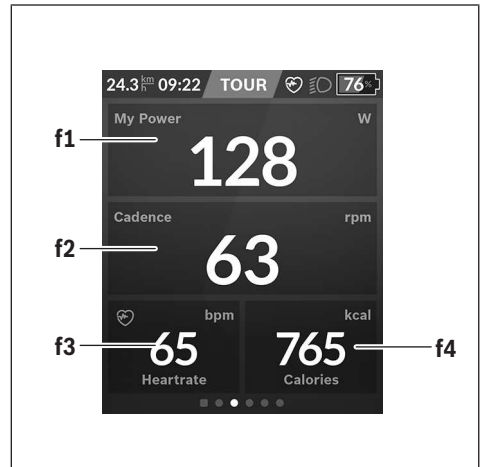 24.3 km/h 09:22 TOUR 76%
My Power W
f1
128
Cadence rpm
f2
63
bpm kcal
f3 65 765 f4
Heartrate Calories